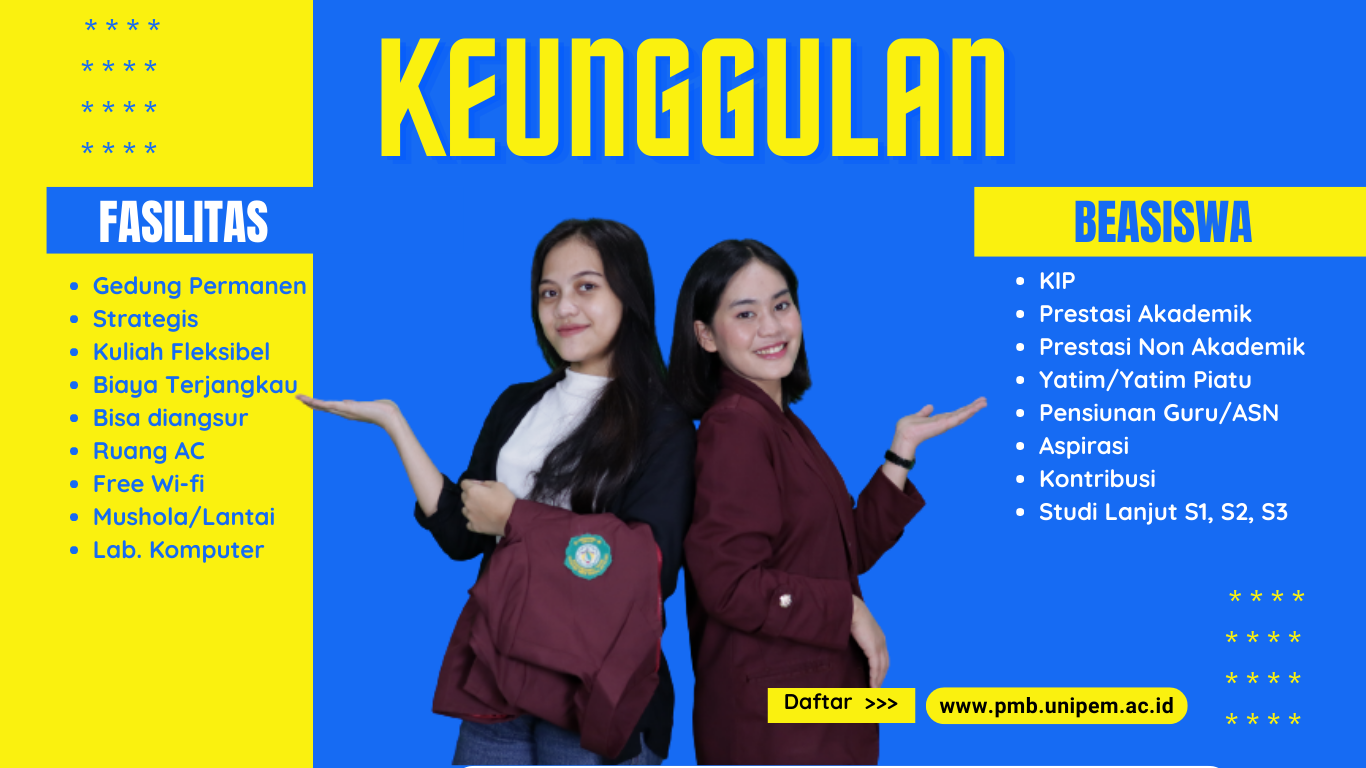 * * * *
* * * *
* * * *
* * * *
KEUNGGULAN
FASILITAS
• Gedung Permanen
• Strategis
• Kuliah Fleksibel
• Biaya Terjangkau
• Bisa diangsur
• Ruang AC
• Free Wi-fi
• Mushola/Lantai
• Lab. Komputer
BEASISWA
• KIP
• Prestasi Akademik
• Prestasi Non Akademik
• Yatim/Yatim Piatu
• Pensiunan Guru/ASN
• Aspirasi
• Kontribusi
• Studi Lanjut S1, S2, S3
* * * *
* * * *
* * * *
* * * *
Daftar >>> www.pmb.unipem.ac.id